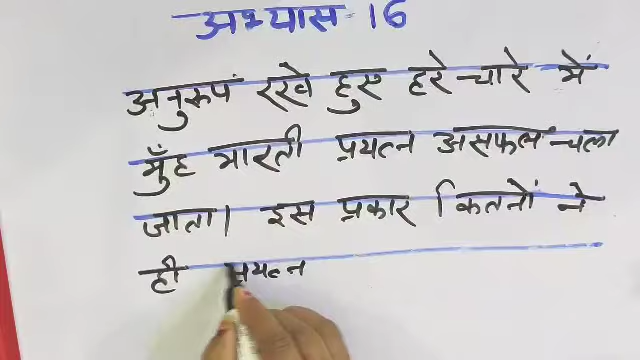 अभ्यास 16
अनुरूप रखे हुए हरे चारे में
मुँह मारती प्रयत्न असफल चला
जाता। इस प्रकार कितनों ने
ही प्रयत्न